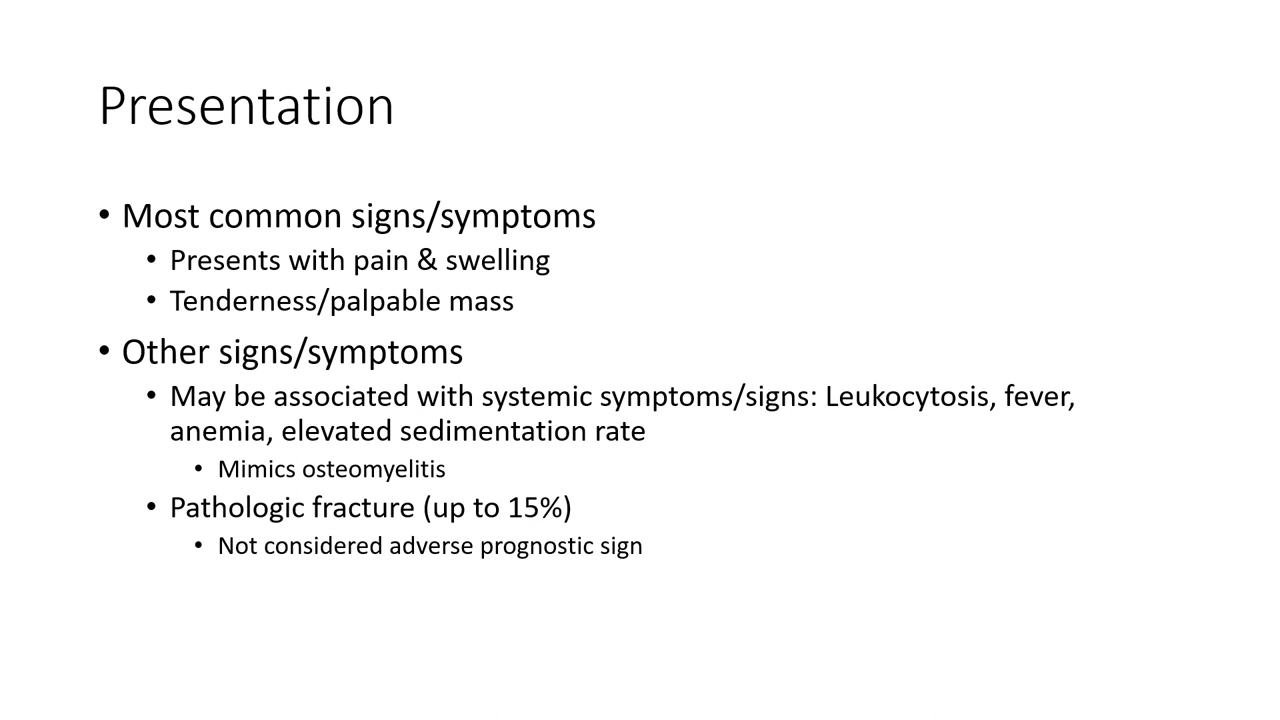 Presentation
• Most common signs/symptoms
• Presents with pain & swelling
• Tenderness/palpable mass
• Other signs/symptoms
• May be associated with systemic symptoms/signs: Leukocytosis, fever,
anemia, elevated sedimentation rate
• Mimics osteomyelitis
• Pathologic fracture (up to 15%)
• Not considered adverse prognostic sign